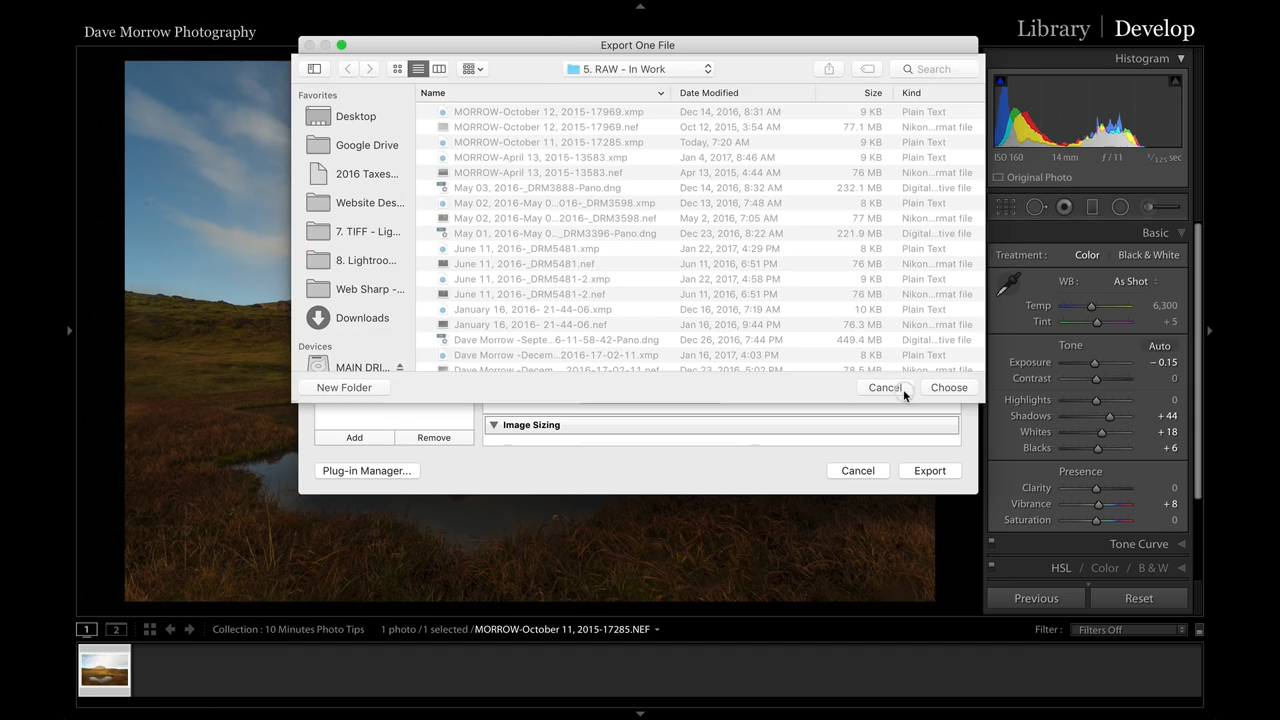 Dave Morrow Photography
Library | Develop
Export One File
5. RAW - In Work
Search
Favorites
Desktop
Google Drive
2016 Taxes...
Website Des...
7. TIFF - Lig...
8. Lightroo...
Web Sharp -...
Downloads
Devices
MAIN DRI...
Name Date Modified Size Kind
MORROW-October 12, 2015-17969.xmp Dec 14, 2016, 8:31 AM 9 KB Plain Text
MORROW-October 12, 2015-17969.nef Oct 12, 2015, 3:54 AM 77.1 MB Nikon...rmat file
MORROW-October 11, 2015-17285.xmp Today, 7:20 AM 9 KB Plain Text
MORROW-April 13, 2015-13583.xmp Jan 4, 2017, 8:46 AM 9 KB Plain Text
MORROW-April 13, 2015-13583.nef Apr 13, 2015, 4:44 AM 76 MB Nikon...rmat file
May 03, 2016-_DRM3888-Pano.dng Dec 14, 2016, 8:32 AM 232.1 MB Digital...tive file
May 02, 2016-May 0...016-_DRM3598.xmp Dec 13, 2016, 7:48 AM 8 KB Plain Text
May 02, 2016-May 0...2016-_DRM3598.nef May 2, 2016, 7:05 AM 77 MB Nikon...rmat file
May 01, 2016-May 0..._DRM3396-Pano.dng Dec 23, 2016, 8:22 AM 221.9 MB Digital...tive file
June 11, 2016-_DRM5481.xmp Jan 22, 2017, 4:29 PM 8 KB Plain Text
June 11, 2016-_DRM5481.nef Jun 11, 2016, 6:51 PM 76 MB Nikon...rmat file
June 11, 2016-_DRM5481-2.xmp Jan 22, 2017, 4:58 PM 9 KB Plain Text
June 11, 2016-_DRM5481-2.nef Jun 11, 2016, 6:51 PM 76 MB Nikon...rmat file
January 16, 2016- 21-44-06.xmp Dec 16, 2016, 7:19 AM 10 KB Plain Text
January 16, 2016- 21-44-06.nef Jan 16, 2016, 9:44 PM 76.3 MB Nikon...rmat file
Dave Morrow -Septe...6-11-58-42-Pano.dng Dec 26, 2016, 7:44 PM 449.4 MB Digital...tive file
Dave Morrow -Decem...2016-17-02-11.xmp Jan 16, 2017, 4:03 PM 8 KB Plain Text
Dave Morrow -Decem....2016-17-02-11.nef Dec 23, 2016, 5:02 PM 78.5 MB Nikon...rmat file
New Folder
Cancel
Choose
Add
Remove
Image Sizing
Plug-in Manager...
Cancel
Export
Histogram
ISO 160 14 mm ƒ / 11 1/125 sec
Original Photo
Basic
Treatment: Color | Black & White
WB: As Shot
Temp 6,300
Tint + 5
Tone Auto
Exposure − 0.15
Contrast 0
Highlights 0
Shadows + 44
Whites + 18
Blacks + 6
Presence
Clarity 0
Vibrance + 8
Saturation 0
Tone Curve
HSL / Color / B & W
Previous
Reset
1 2 Collection : 10 Minutes Photo Tips 1 photo / 1 selected / MORROW-October 11, 2015-17285.NEF
Filter : Filters Off